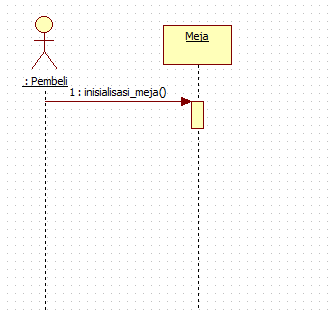 Meja
: Pembeli
1 : inisialisasi_meja()